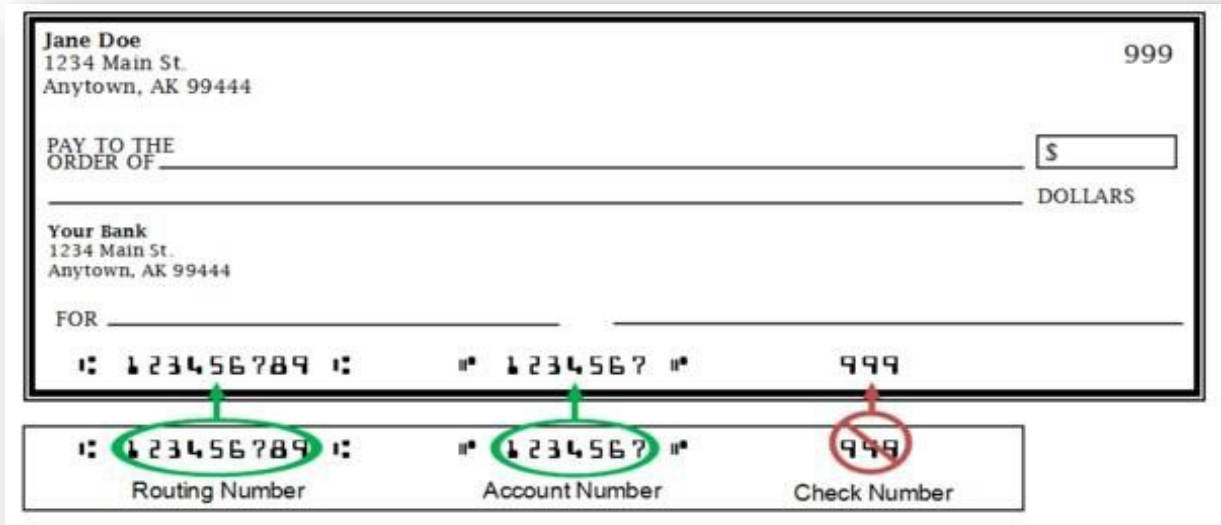 Jane Doe
999
1234 Main St.
Anytown, AK 99444
PAY TO THE
ORDER OF
$
DOLLARS
Your Bank
1234 Main St.
Anytown, AK 99444
FOR
⑆ 123456789 ⑆ ⑈ 1234567 ⑈ 999
⑆ 123456789 ⑆ ⑈ 1234567 ⑈ 999
Routing Number Account Number Check Number